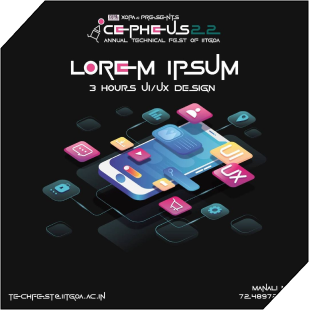 PRESENTS
CEPHEUS 2.2
ANNUAL TECHNICAL FEST OF IITGOA
LOREM IPSUM
3 HOURS UI/UX DESIGN
UI
UX
MANALI
TECHFEST@IITGOA.AC.IN